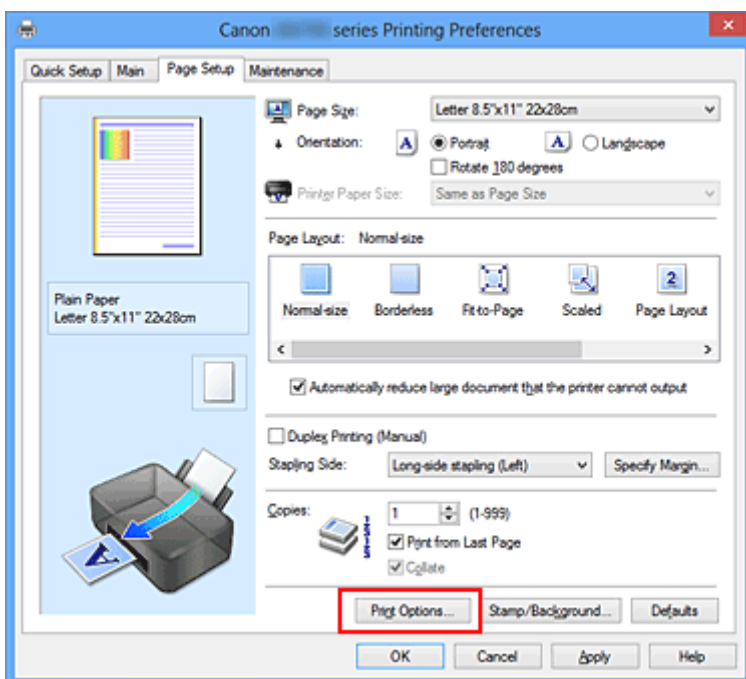 Canon series Printing Preferences
Quick Setup Main Page Setup Maintenance
Page Size: Letter 8.5"x11" 22x28cm
Orientation: A Portrait A Landscape
Rotate 180 degrees
Printer Paper Size: Same as Page Size
Page Layout: Normal-size
2
Normal-size Borderless Fit-to-Page Scaled Page Layout
Plain Paper
Letter 8.5"x11" 22x28cm
Automatically reduce large document that the printer cannot output
Duplex Printing (Manual)
Stapling Side: Long-side stapling (Left) Specify Margin...
Copies: 1 (1-999)
Print from Last Page
Collate
A
Print Options... Stamp/Background... Defaults
OK Cancel Apply Help